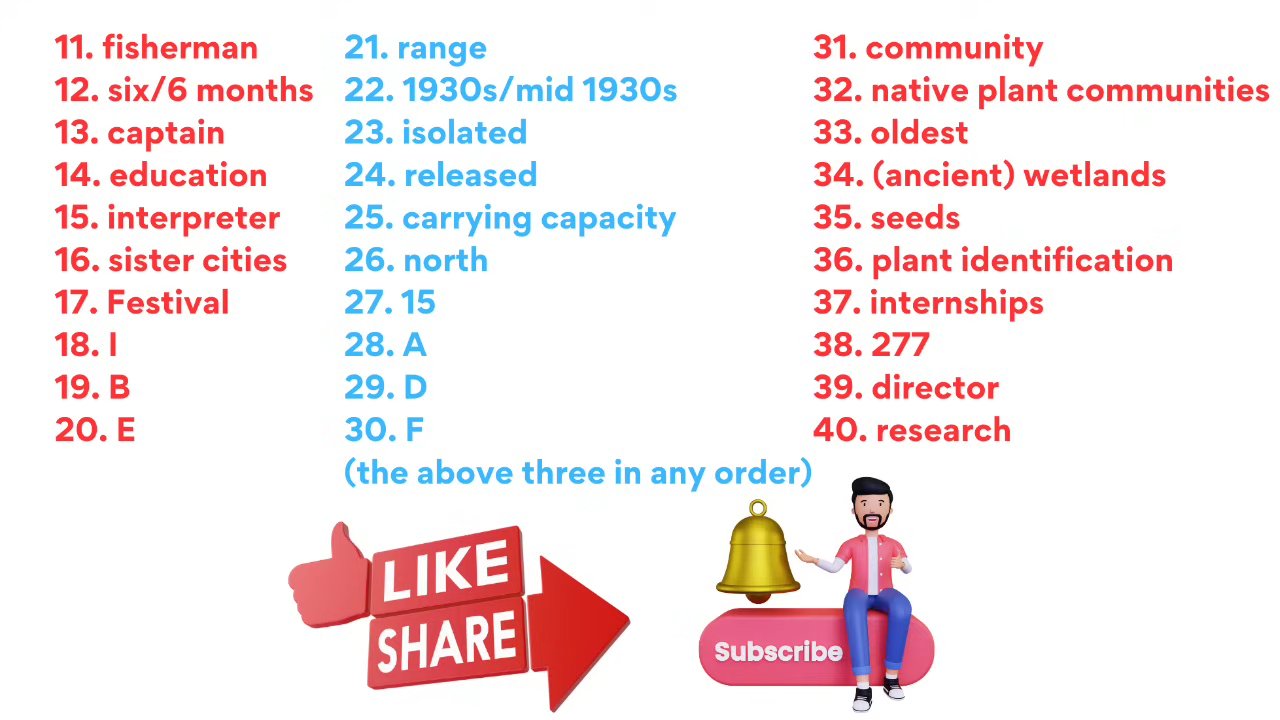 11. fisherman
12. six/6 months
13. captain
14. education
15. interpreter
16. sister cities
17. Festival
18. I
19. B
20. E
21. range
22. 1930s/mid 1930s
23. isolated
24. released
25. carrying capacity
26. north
27. 15
28. A
29. D
30. F
(the above three in any order)
31. community
32. native plant communities
33. oldest
34. (ancient) wetlands
35. seeds
36. plant identification
37. internships
38. 277
39. director
40. research
LIKE
SHARE
Subscribe